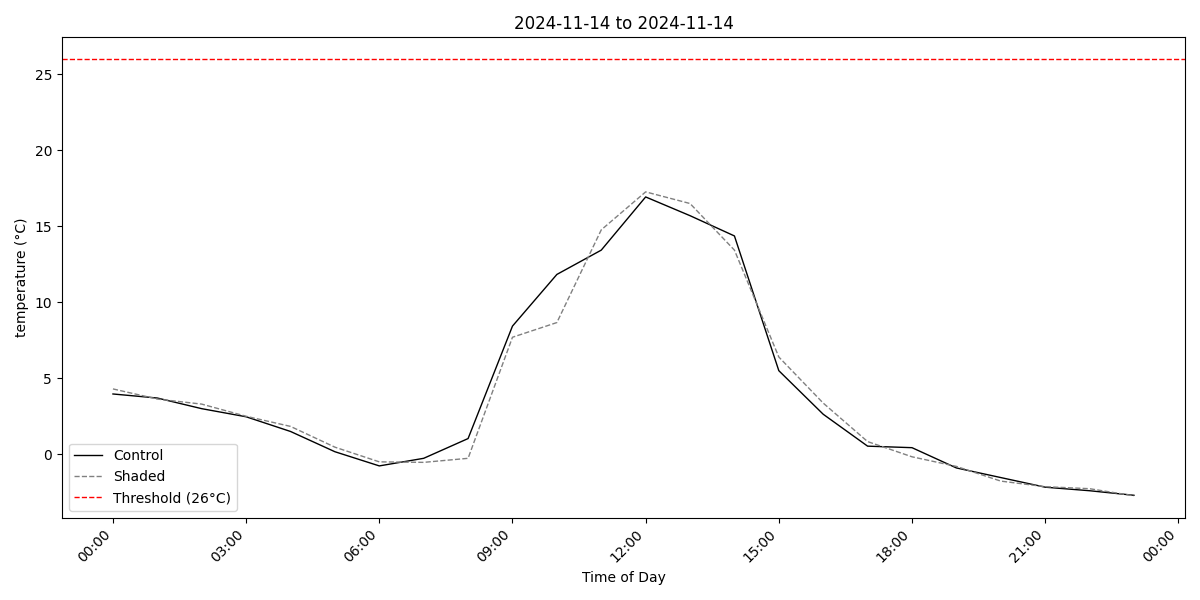 2024-11-14 to 2024-11-14
temperature (°C)
25
20
15
10
5
0
Control
Shaded
Threshold (26°C)
00:00
03:00
06:00
09:00
12:00
15:00
18:00
21:00
00:00
Time of Day